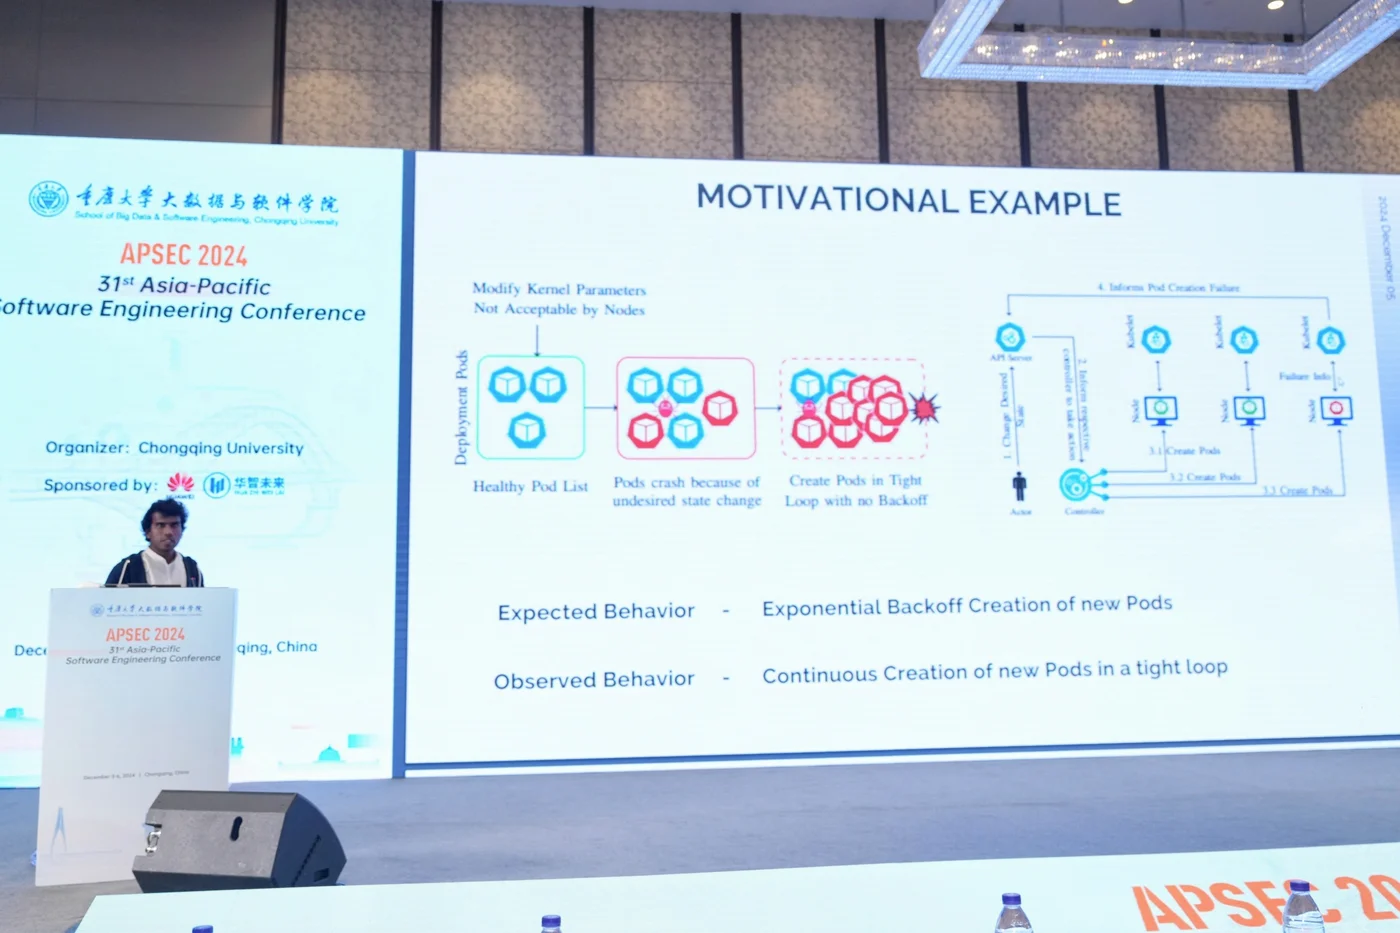 重庆大学大数据与软件学院
School of Big Data & Software Engineering, Chongqing University
APSEC 2024
31st Asia-Pacific
Software Engineering Conference
Organizer: Chongqing University
Sponsored by:
HUAWEI
华智未来
HUA ZHI WEI LAI
Dece
qing, China
重庆大学大数据与软件学院
APSEC 2024
31st Asia-Pacific
Software Engineering Conference
December 3-6, 2024 | Chongqing, China
MOTIVATIONAL EXAMPLE
2024 December 05
Modify Kernel Parameters
Not Acceptable by Nodes
Deployment Pods
Healthy Pod List
Pods crash because of
undesired state change
Create Pods in Tight
Loop with no Backoff
4. Informs Pod Creation Failure
API Server
Kubelet
Kubelet
Kubelet
Failure Info
1. Change Desired
State
2. Inform respective
controller to take action
Node
Node
Node
3.1 Create Pods
3.2 Create Pods
3.3 Create Pods
Actor
Controller
Expected Behavior - Exponential Backoff Creation of new Pods
Observed Behavior - Continuous Creation of new Pods in a tight loop
APSEC 20